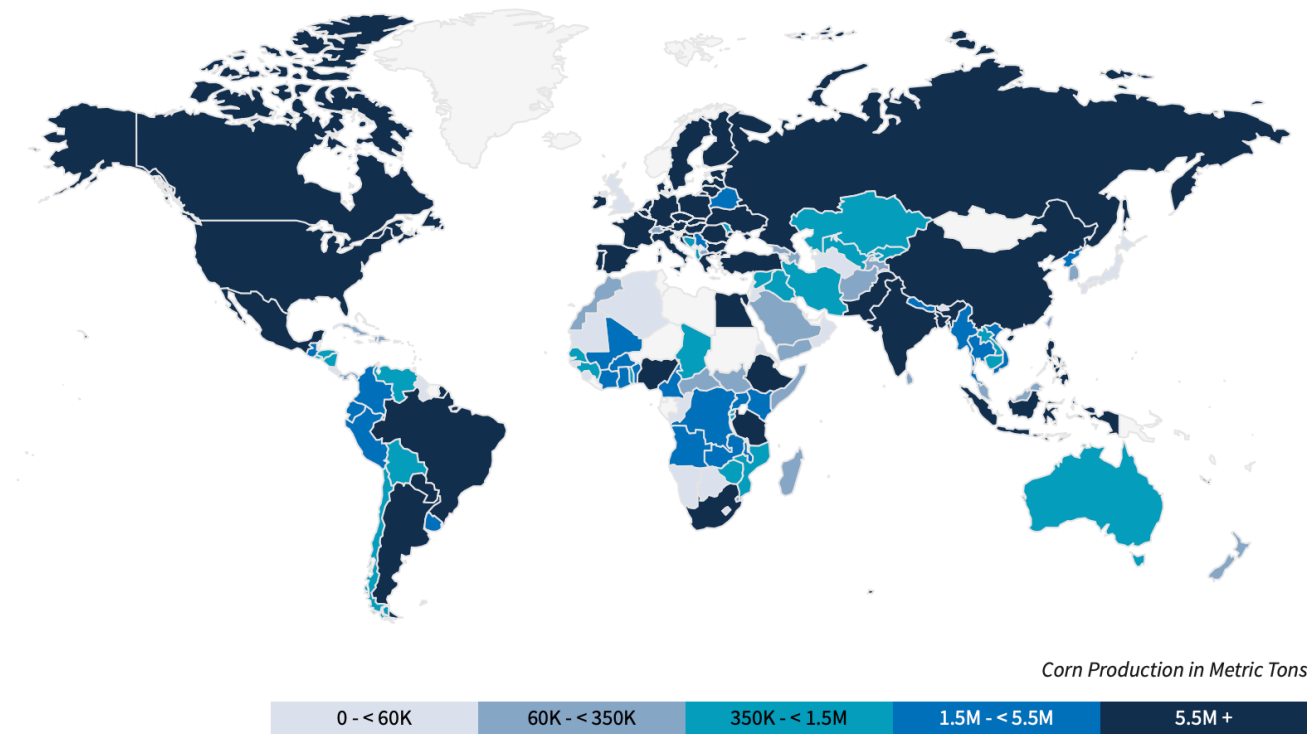 Corn Production in Metric Tons
0 - < 60K
60K - < 350K
350K - < 1.5M
1.5M - < 5.5M
5.5M +